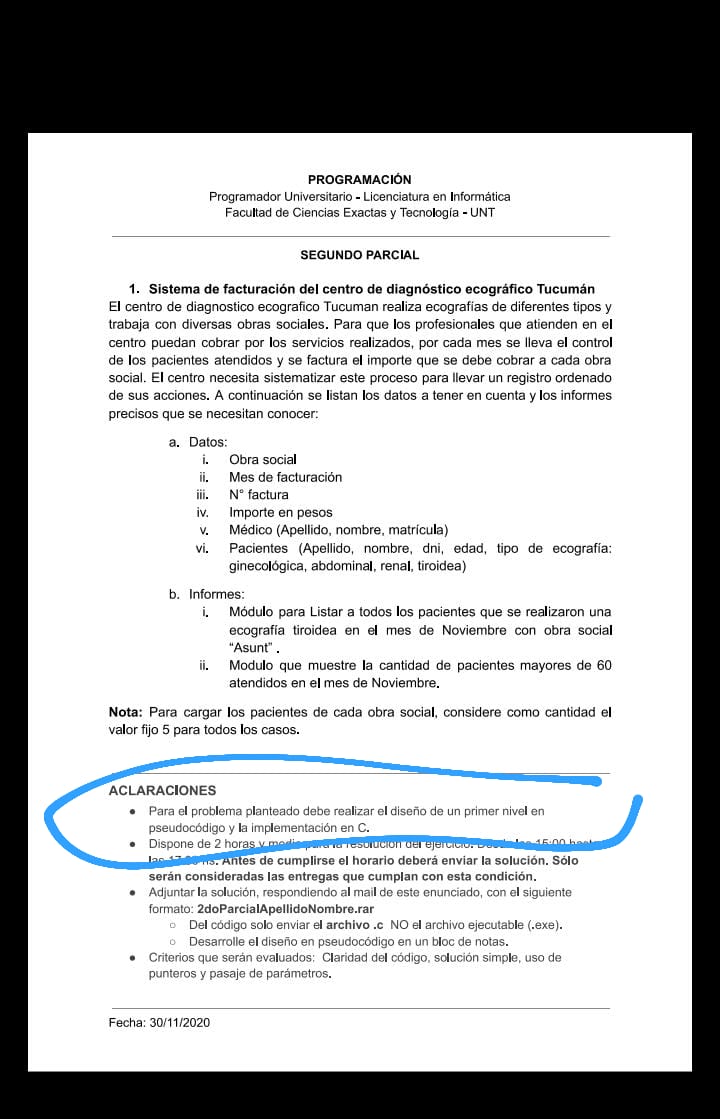 PROGRAMACIÓN
Programador Universitario - Licenciatura en Informática
Facultad de Ciencias Exactas y Tecnología - UNT
SEGUNDO PARCIAL
1. Sistema de facturación del centro de diagnóstico ecográfico Tucumán
El centro de diagnostico ecografico Tucuman realiza ecografías de diferentes tipos y
trabaja con diversas obras sociales. Para que los profesionales que atienden en el
centro puedan cobrar por los servicios realizados, por cada mes se lleva el control
de los pacientes atendidos y se factura el importe que se debe cobrar a cada obra
social. El centro necesita sistematizar este proceso para llevar un registro ordenado
de sus acciones. A continuación se listan los datos a tener en cuenta y los informes
precisos que se necesitan conocer:
a. Datos:
i. Obra social
ii. Mes de facturación
iii. N° factura
iv. Importe en pesos
v. Médico (Apellido, nombre, matrícula)
vi. Pacientes (Apellido, nombre, dni, edad, tipo de ecografía:
ginecológica, abdominal, renal, tiroidea)
b. Informes:
i. Módulo para Listar a todos los pacientes que se realizaron una
ecografía tiroidea en el mes de Noviembre con obra social
“Asunt” .
ii. Modulo que muestre la cantidad de pacientes mayores de 60
atendidos en el mes de Noviembre.
Nota: Para cargar los pacientes de cada obra social, considere como cantidad el
valor fijo 5 para todos los casos.
ACLARACIONES
● Para el problema planteado debe realizar el diseño de un primer nivel en
pseudocódigo y la implementación en C.
● Dispone de 2 horas y media para la resolución del ejercicio. Desde las 15:00 hasta
las hs. Antes de cumplirse el horario deberá enviar la solución. Sólo
serán consideradas las entregas que cumplan con esta condición.
● Adjuntar la solución, respondiendo al mail de este enunciado, con el siguiente
formato: 2doParcialApellidoNombre.rar
○ Del código solo enviar el archivo .c NO el archivo ejecutable (.exe).
○ Desarrolle el diseño en pseudocódigo en un bloc de notas.
● Criterios que serán evaluados: Claridad del código, solución simple, uso de
punteros y pasaje de parámetros.
Fecha: 30/11/2020